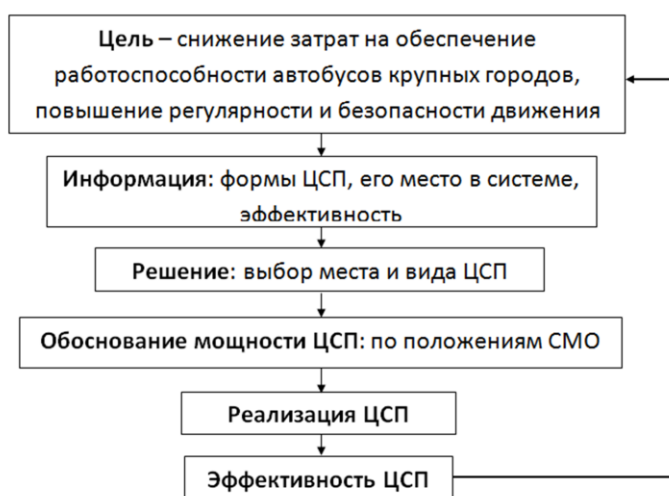 Цель – снижение затрат на обеспечение
работоспособности автобусов крупных городов,
повышение регулярности и безопасности движения
Информация: формы ЦСП, его место в системе,
эффективность
Решение: выбор места и вида ЦСП
Обоснование мощности ЦСП: по положениям СМО
Реализация ЦСП
Эффективность ЦСП